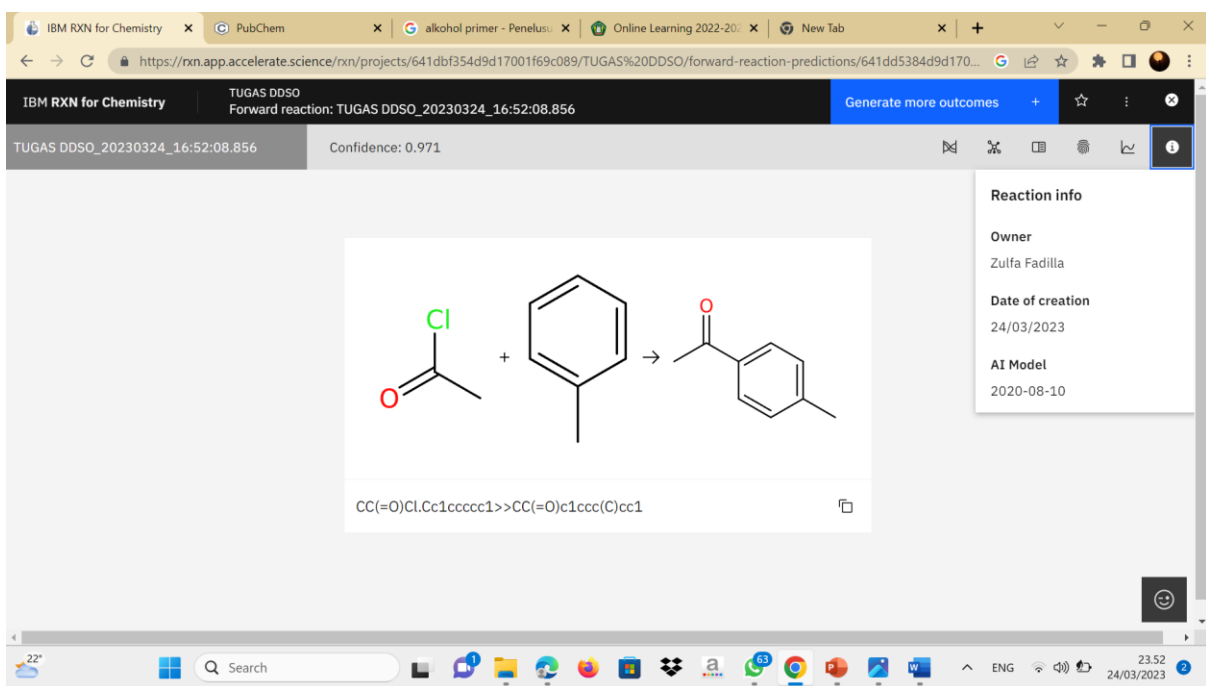 IBM RXN for Chemistry
PubChem
alkohol primer - Penelusu
Online Learning 2022-202
New Tab
https://rxn.app.accelerate.science/rxn/projects/641dbf354d9d17001f69c089/TUGAS%20DDSO/forward-reaction-predictions/641dd5384d9d170...
IBM RXN for Chemistry
TUGAS DDSO
Forward reaction: TUGAS DDSO_20230324_16:52:08.856
Generate more outcomes +
TUGAS DDSO_20230324_16:52:08.856
Confidence: 0.971
Reaction info
Owner
Zulfa Fadilla
Date of creation
24/03/2023
AI Model
2020-08-10
Cl
O
+
O
CC(=O)Cl.Cc1ccccc1>>CC(=O)c1ccc(C)cc1
22°
Search
1
a
63
ENG
23.52
24/03/2023
2